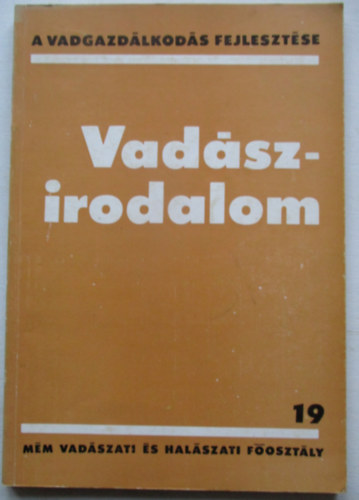 A VADGAZDÁLKODÁS FEJLESZTÉSE
Vadász-
irodalom
19
MÉM VADÁSZATI ÉS HALÁSZATI FŐOSZTÁLY